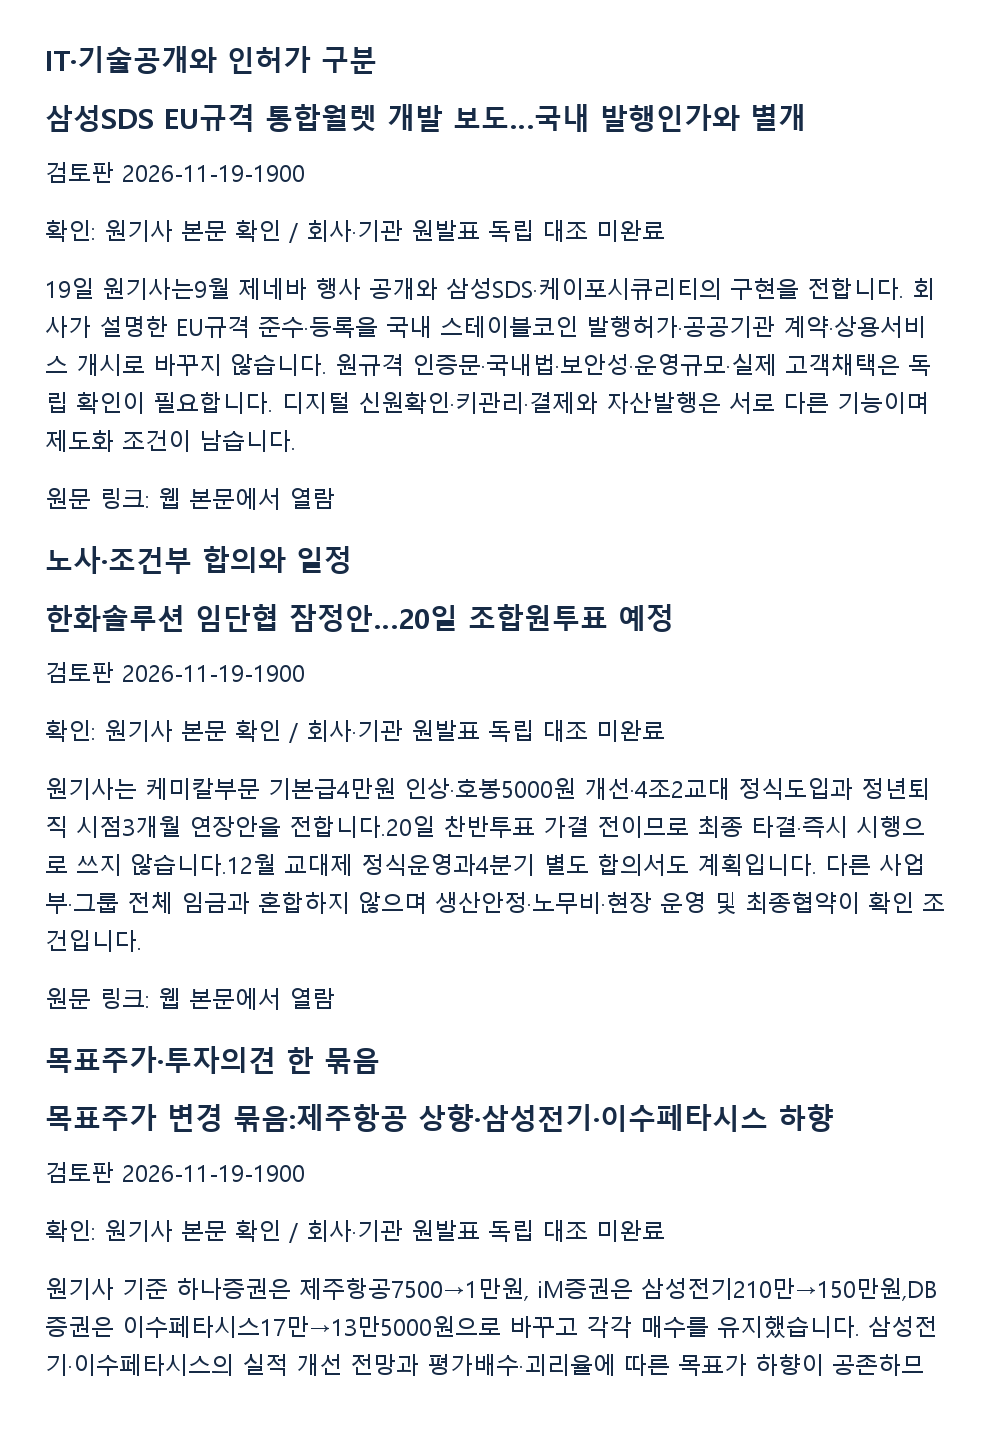 IT·기술공개와 인허가 구분
삼성SDS EU규격 통합월렛 개발 보도...국내 발행인가와 별개
검토판 2026-11-19-1900
확인: 원기사 본문 확인 / 회사·기관 원발표 독립 대조 미완료
19일 원기사는9월 제네바 행사 공개와 삼성SDS·케이포시큐리티의 구현을 전합니다. 회
사가 설명한 EU규격 준수·등록을 국내 스테이블코인 발행허가·공공기관 계약·상용서비
스 개시로 바꾸지 않습니다. 원규격 인증문·국내법·보안성·운영규모·실제 고객채택은 독
립 확인이 필요합니다. 디지털 신원확인·키관리·결제와 자산발행은 서로 다른 기능이며
제도화 조건이 남습니다.
원문 링크: 웹 본문에서 열람
노사·조건부 합의와 일정
한화솔루션 임단협 잠정안...20일 조합원투표 예정
검토판 2026-11-19-1900
확인: 원기사 본문 확인 / 회사·기관 원발표 독립 대조 미완료
원기사는 케미칼부문 기본급4만원 인상·호봉5000원 개선·4조2교대 정식도입과 정년퇴
직 시점3개월 연장안을 전합니다.20일 찬반투표 가결 전이므로 최종 타결·즉시 시행으
로 쓰지 않습니다.12월 교대제 정식운영과4분기 별도 합의서도 계획입니다. 다른 사업
부·그룹 전체 임금과 혼합하지 않으며 생산안정·노무비·현장 운영 및 최종협약이 확인 조
건입니다.
원문 링크: 웹 본문에서 열람
목표주가·투자의견 한 묶음
목표주가 변경 묶음:제주항공 상향·삼성전기·이수페타시스 하향
검토판 2026-11-19-1900
확인: 원기사 본문 확인 / 회사·기관 원발표 독립 대조 미완료
원기사 기준 하나증권은 제주항공7500→1만원, iM증권은 삼성전기210만→150만원,DB
증권은 이수페타시스17만→13만5000원으로 바꾸고 각각 매수를 유지했습니다. 삼성전
기·이수페타시스의 실적 개선 전망과 평가배수·괴리율에 따른 목표가 하향이 공존하므